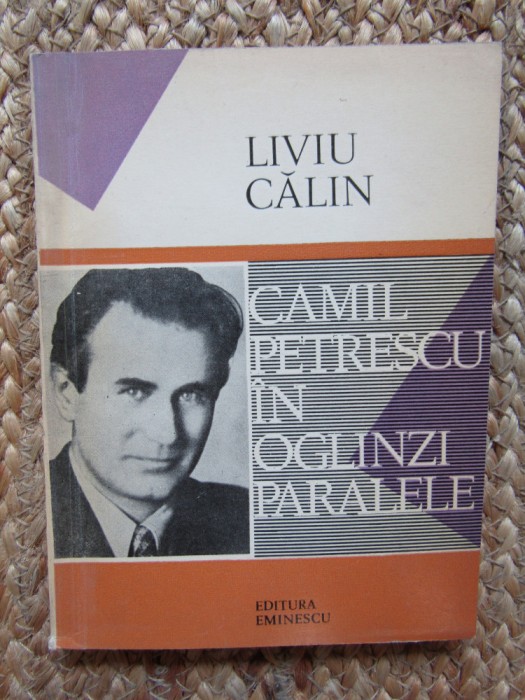 LIVIU
CĂLIN
CAMIL
PETRESCU
ÎN
OGLINZI
PARALELE
EDITURA
EMINESCU